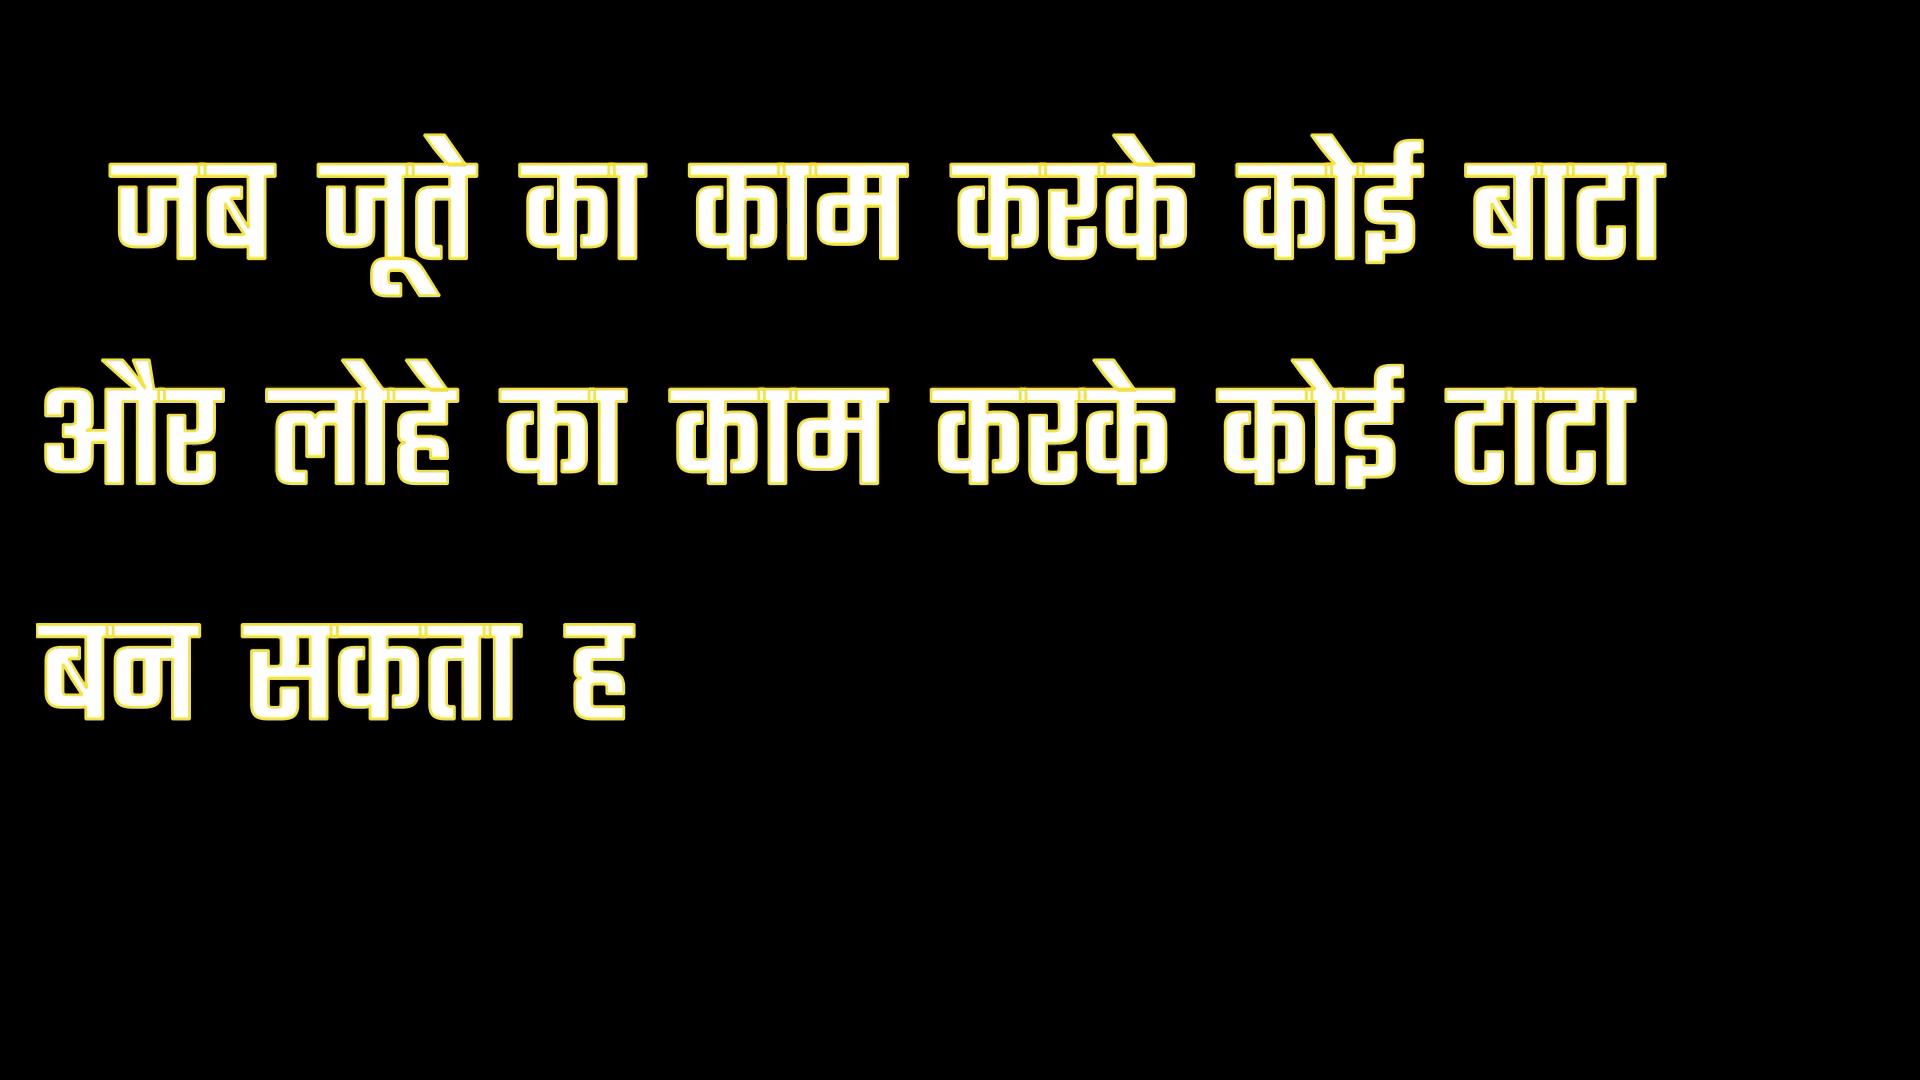 जब जूते का काम करके कोई बाटा
और लोहे का काम करके कोई टाटा
बन सकता ह